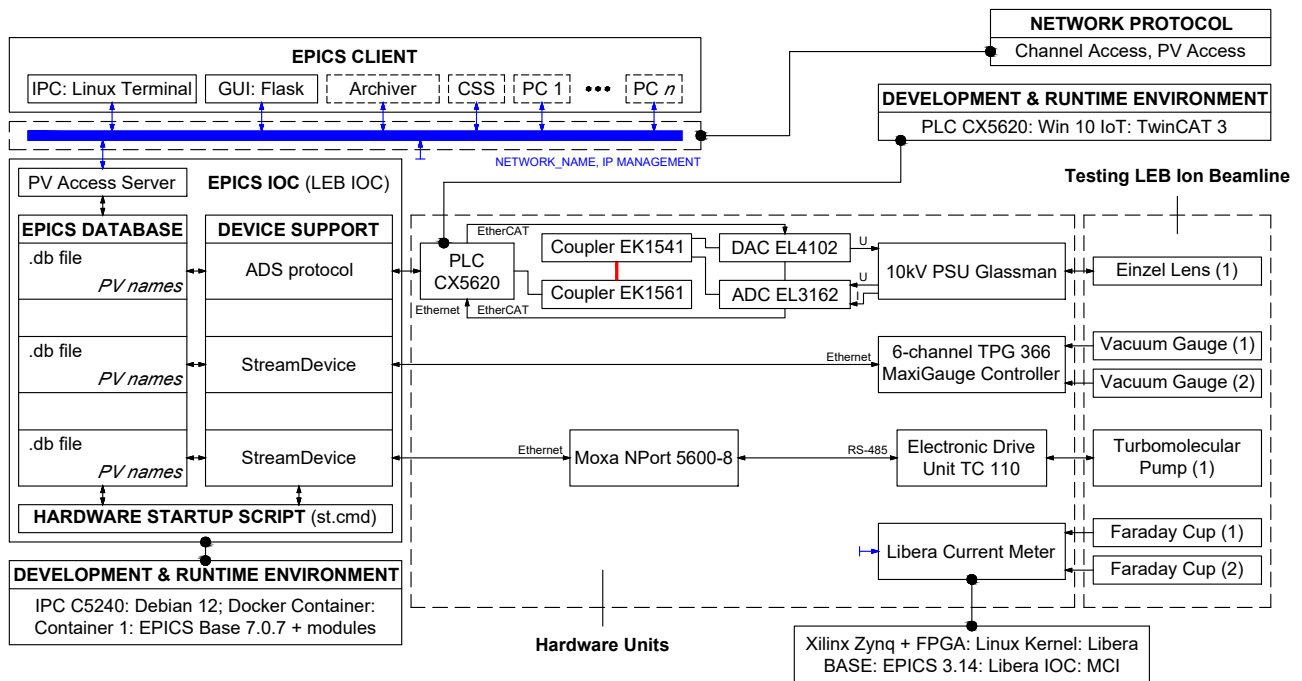 NETWORK PROTOCOL
Channel Access, PV Access
EPICS CLIENT
IPC: Linux Terminal
GUI: Flask
Archiver
CSS
PC 1
•••
PC n
DEVELOPMENT & RUNTIME ENVIRONMENT
PLC CX5620: Win 10 IoT: TwinCAT 3
NETWORK_NAME, IP MANAGEMENT
PV Access Server
EPICS IOC (LEB IOC)
Testing LEB Ion Beamline
EPICS DATABASE
DEVICE SUPPORT
.db file
PV names
ADS protocol
EtherCAT
PLC
CX5620
Ethernet
EtherCAT
Coupler EK1541
Coupler EK1561
DAC EL4102
ADC EL3162
U
U
I
10kV PSU Glassman
Einzel Lens (1)
.db file
PV names
StreamDevice
Ethernet
6-channel TPG 366
MaxiGauge Controller
Vacuum Gauge (1)
Vacuum Gauge (2)
.db file
PV names
StreamDevice
Ethernet
Moxa NPort 5600-8
RS-485
Electronic Drive
Unit TC 110
Turbomolecular
Pump (1)
HARDWARE STARTUP SCRIPT (st.cmd)
Libera Current Meter
Faraday Cup (1)
Faraday Cup (2)
DEVELOPMENT & RUNTIME ENVIRONMENT
IPC C5240: Debian 12; Docker Container:
Container 1: EPICS Base 7.0.7 + modules
Hardware Units
Xilinx Zynq + FPGA: Linux Kernel: Libera
BASE: EPICS 3.14: Libera IOC: MCI